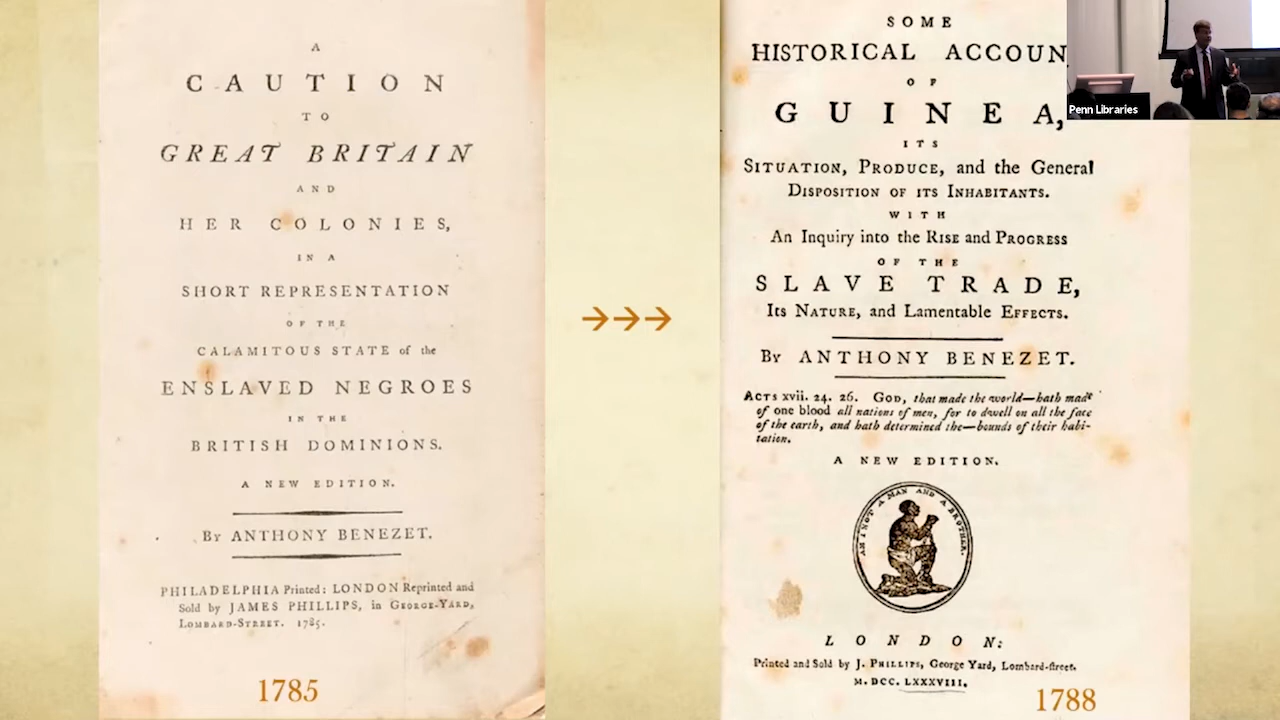 A
CAUTION
TO
GREAT BRITAIN
AND
HER COLONIES,
IN A
SHORT REPRESENTATION
OF THE
CALAMITOUS STATE of the
ENSLAVED NEGROES
IN THE
BRITISH DOMINIONS.
A NEW EDITION.
By ANTHONY BENEZET.
PHILADELPHIA Printed: LONDON Reprinted and
Sold by JAMES PHILLIPS, in GEORGE-YARD,
LOMBARD-STREET. 1785.
1785
→→→
SOME
HISTORICAL ACCOUN
OF
GUINEA,
ITS
SITUATION, PRODUCE, and the General
DISPOSITION OF ITS INHABITANTS.
WITH
An Inquiry into the RISE and PROGRESS
OF THE
SLAVE TRADE,
Its NATURE, and Lamentable EFFECTS.
By ANTHONY BENEZET.
ACTS xvii. 24. 26. GOD, that made the world—hath made
of one blood all nations of men, for to dwell on all the face
of the earth, and hath determined the—bounds of their habi-
tation.
A NEW EDITION.
AM I NOT A MAN AND A BROTHER.
LONDON:
Printed and Sold by J. PHILLIPS, George Yard, Lombard-street.
M.DCC.LXXXVIII.
1788
Penn Libraries